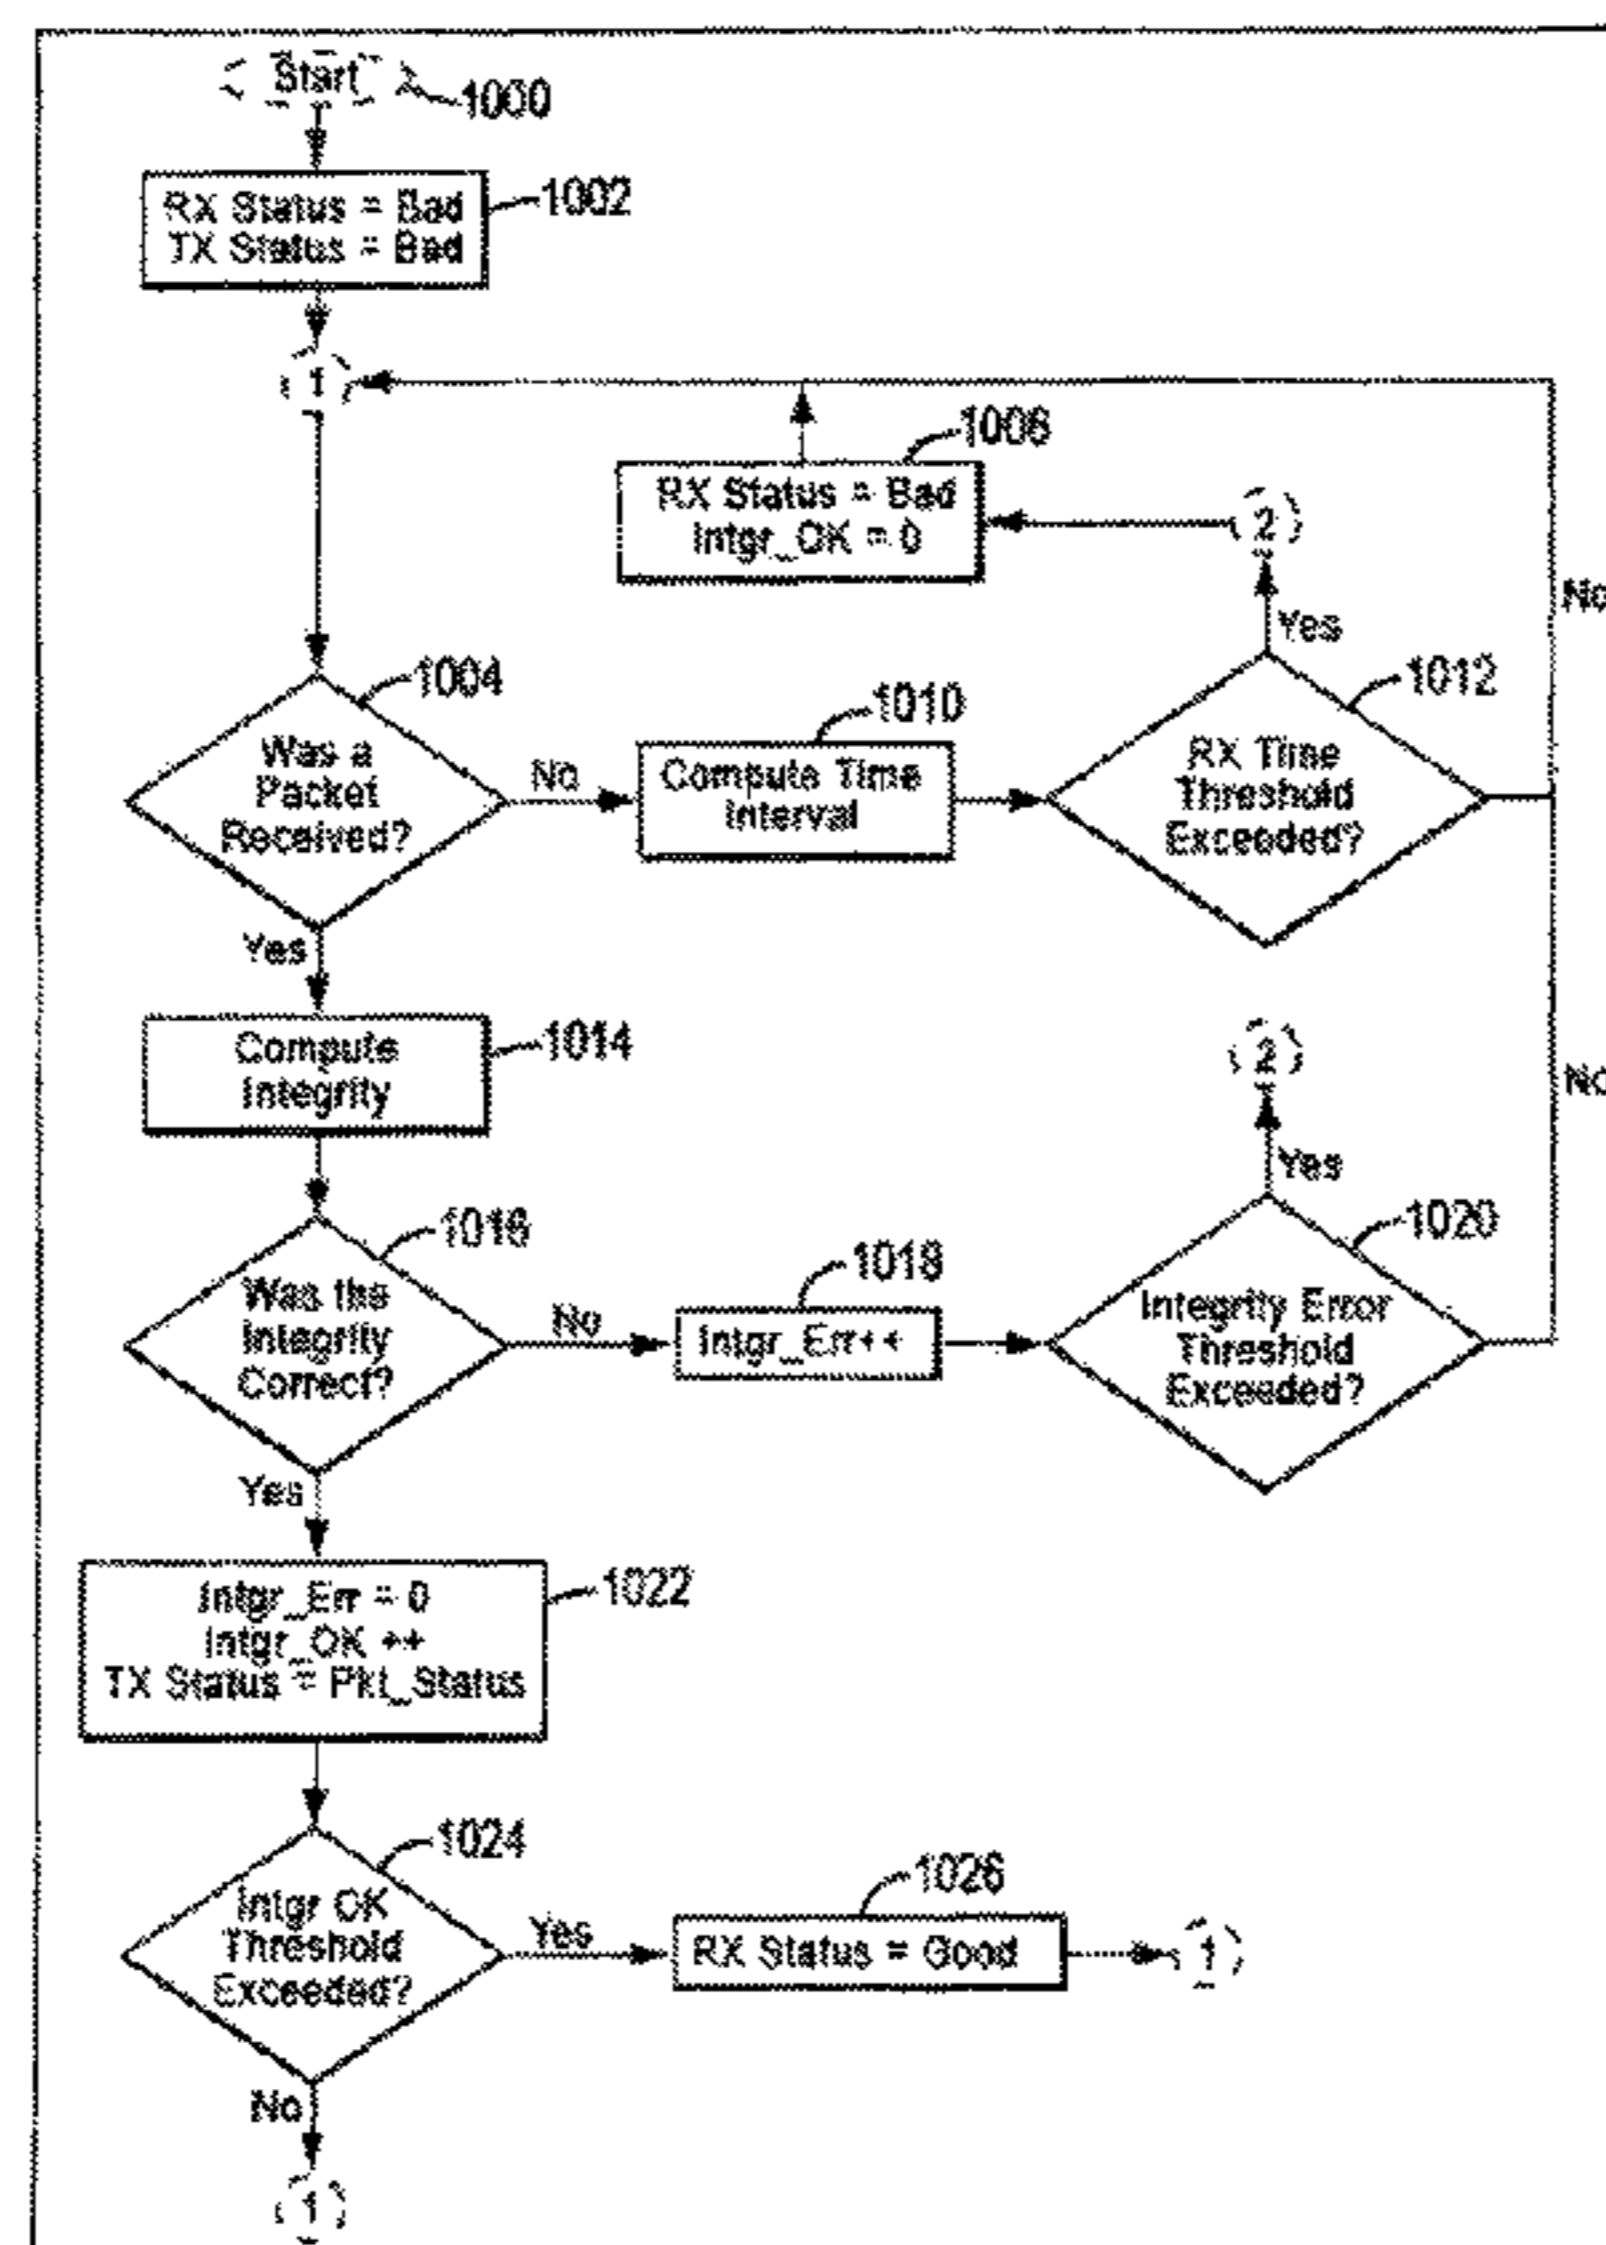 Start
1000
RX Status = Bad
TX Status = Bad
1002
1
1006
RX Status = Bad
Intgr_OK = 0
2
No
Yes
1004
Was a
Packet
Received?
No
1010
Compute Time
Interval
1012
RX Time
Threshold
Exceeded?
Yes
Compute
Integrity
1014
2
No
Yes
1016
Was the
Integrity
Correct?
No
1018
Intgr_Err++
1020
Integrity Error
Threshold
Exceeded?
Yes
Intgr_Err = 0
Intgr_OK ++
TX Status = Pkt_Status
1022
1024
Intgr OK
Threshold
Exceeded?
Yes
1026
RX Status = Good
1
No
1